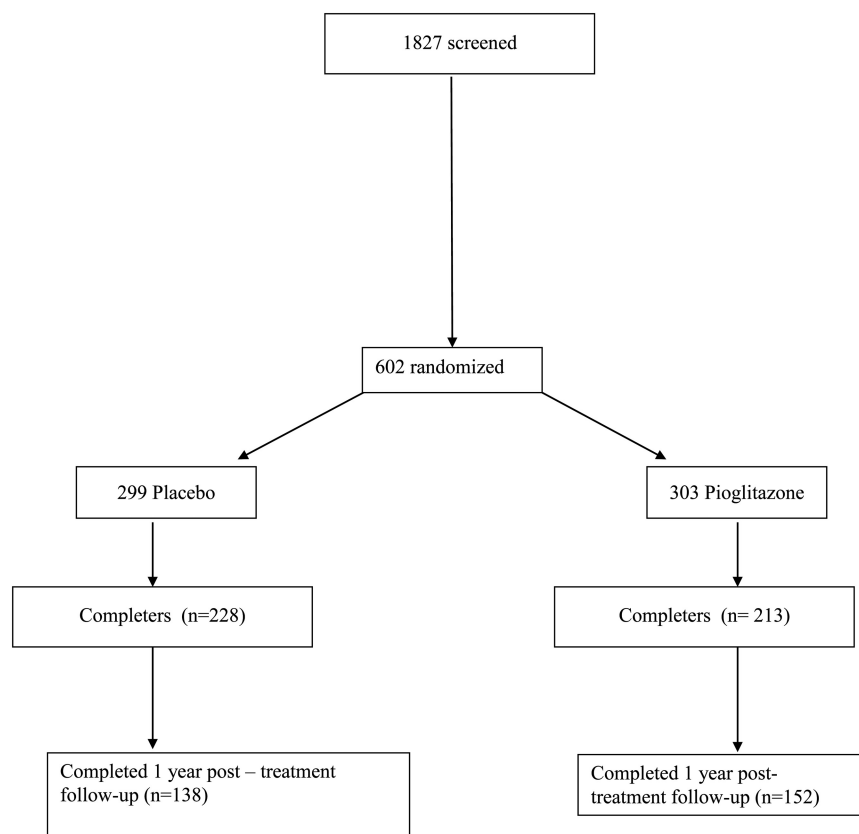 1827 screened
602 randomized
299 Placebo
303 Pioglitazone
Completers (n=228)
Completers (n= 213)
Completed 1 year post – treatment
follow-up (n=138)
Completed 1 year post-
treatment follow-up (n=152)